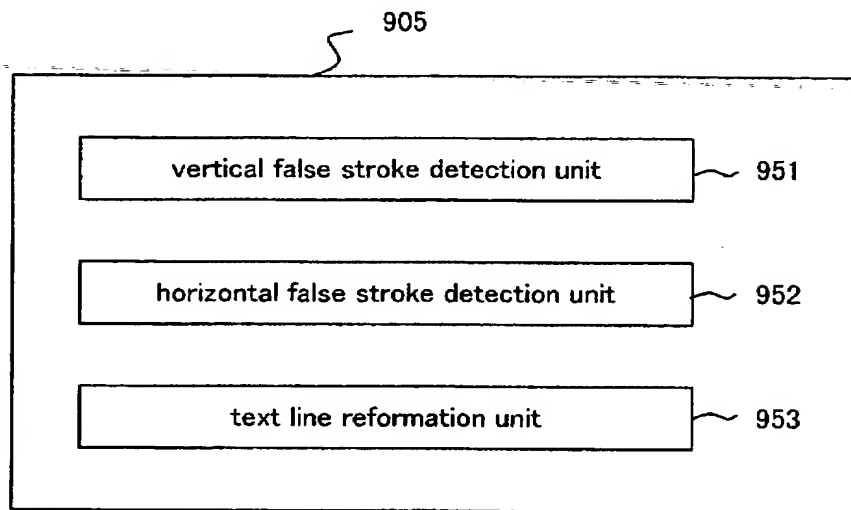 905
vertical false stroke detection unit 951
horizontal false stroke detection unit 952
text line reformation unit 953